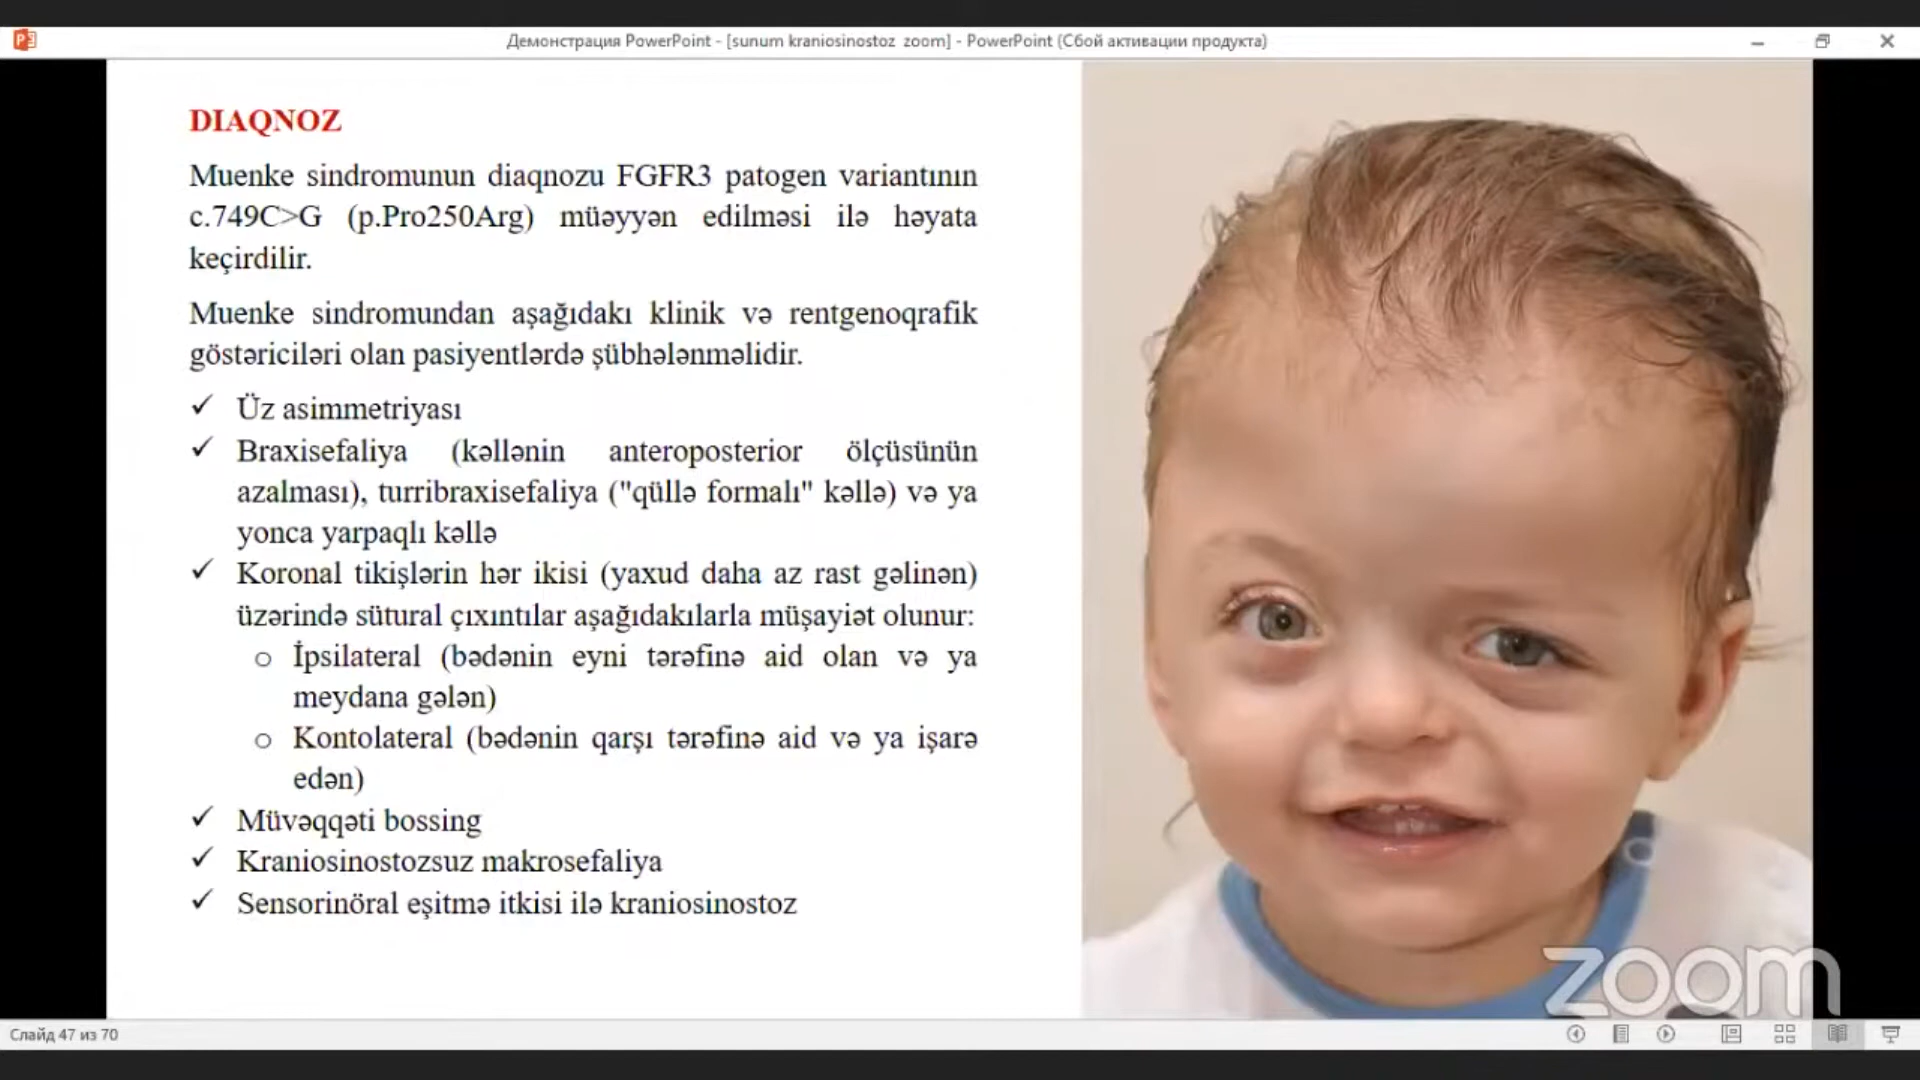 Демонстрация PowerPoint - [sunum kraniosinostoz zoom] - PowerPoint (Сбой активации продукта)
DIAQNOZ
Muenke sindromunun diaqnozu FGFR3 patogen variantının
c.749C>G (p.Pro250Arg) müəyyən edilməsi ilə həyata
keçirdilir.
Muenke sindromundan aşağıdakı klinik və rentgenoqrafik
göstəriciləri olan pasiyentlərdə şübhələnməlidir.
✓ Üz asimmetriyası
✓ Braxisefaliya (kəllənin anteroposterior ölçüsünün
azalması), turribraxisefaliya ("qüllə formalı" kəllə) və ya
yonca yarpaqlı kəllə
✓ Koronal tikişlərin hər ikisi (yaxud daha az rast gəlinən)
üzərində sütural çıxıntılar aşağıdakılarla müşayiət olunur:
o İpsilateral (bədənin eyni tərəfinə aid olan və ya
meydana gələn)
o Kontolateral (bədənin qarşı tərəfinə aid və ya işarə
edən)
✓ Müvəqqəti bossing
✓ Kraniosinostozsuz makrosefaliya
✓ Sensorinöral eşitmə itkisi ilə kraniosinostoz
zoom
Слайд 47 из 70